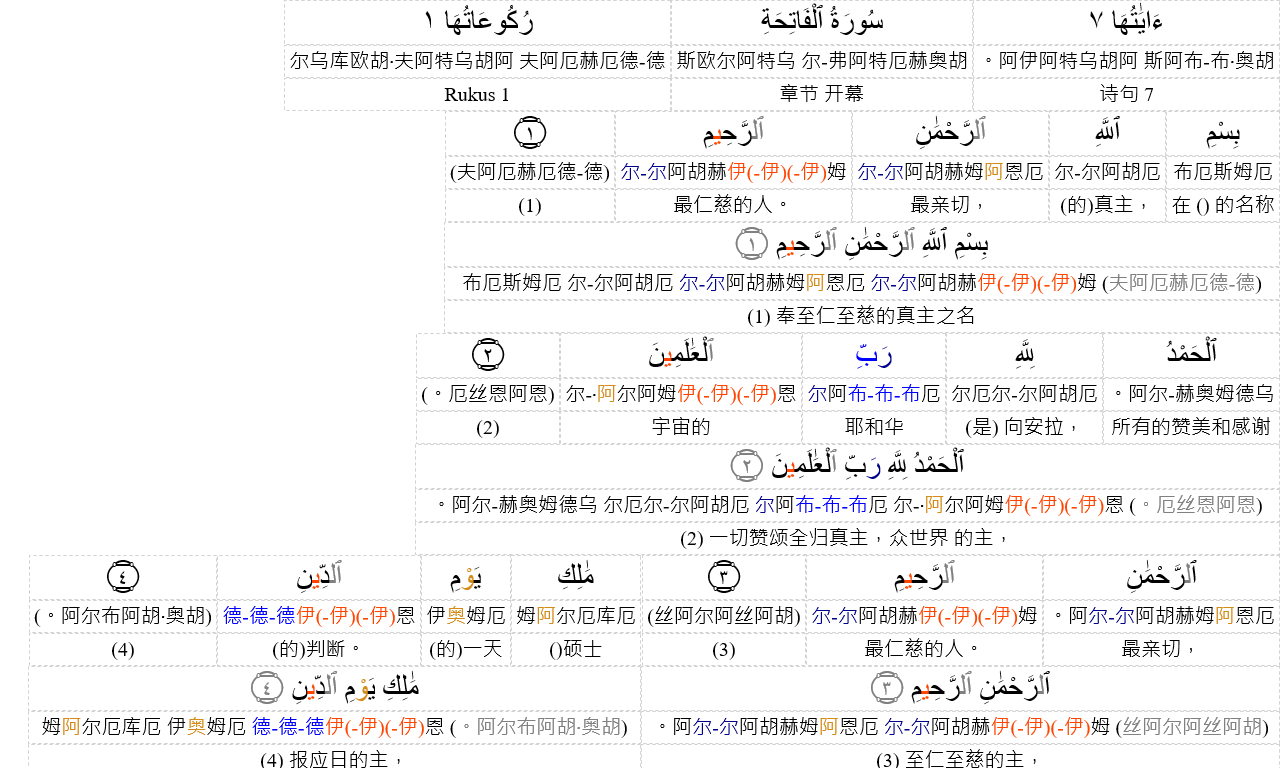 ءَايَٰتُهَا ٧ سُورَةُ ٱلْفَاتِحَةِ رُكُوعَاتُهَا ١
。阿伊阿特乌胡阿 斯阿布-布·奥胡 斯欧尔阿特乌 尔-弗阿特厄赫奥胡 尔乌库欧胡·夫阿特乌胡阿 夫阿厄赫厄德-德
诗句 7 章节 开幕 Rukus 1
بِسْمِ ٱللَّهِ ٱلرَّحْمَٰنِ ٱلرَّحِيمِ ١
布厄斯姆厄 尔-尔阿胡厄 尔-尔阿胡赫姆阿恩厄 尔-尔阿胡赫伊(-伊)(-伊)姆 (夫阿厄赫厄德-德)
在 () 的名称 (的)真主， 最亲切， 最仁慈的人。 (1)
بِسْمِ ٱللَّهِ ٱلرَّحْمَٰنِ ٱلرَّحِيمِ ١
布厄斯姆厄 尔-尔阿胡厄 尔-尔阿胡赫姆阿恩厄 尔-尔阿胡赫伊(-伊)(-伊)姆 (夫阿厄赫厄德-德)
(1) 奉至仁至慈的真主之名
ٱلْحَمْدُ لِلَّهِ رَبِّ ٱلْعَٰلَمِينَ ٢
。阿尔-赫奥姆德乌 尔厄尔-尔阿胡厄 尔阿布-布-布厄 尔-·阿尔阿姆伊(-伊)(-伊)恩 (。厄丝恩阿恩)
所有的赞美和感谢 (是) 向安拉， 耶和华 宇宙的 (2)
ٱلْحَمْدُ لِلَّهِ رَبِّ ٱلْعَٰلَمِينَ ٢
。阿尔-赫奥姆德乌 尔厄尔-尔阿胡厄 尔阿布-布-布厄 尔-·阿尔阿姆伊(-伊)(-伊)恩 (。厄丝恩阿恩)
(2) 一切赞颂全归真主，众世界 的主，
ٱلرَّحْمَٰنِ ٱلرَّحِيمِ ٣ مَٰلِكِ يَوْمِ ٱلدِّينِ ٤
。阿尔-尔阿胡赫姆阿恩厄 尔-尔阿胡赫伊(-伊)(-伊)姆 (丝阿尔阿丝阿胡) 姆阿尔厄库厄 伊奥姆厄 德-德-德伊(-伊)(-伊)恩 (。阿尔布阿胡·奥胡)
最亲切， 最仁慈的人。 (3) ()硕士 (的)一天 (的)判断。 (4)
ٱلرَّحْمَٰنِ ٱلرَّحِيمِ ٣ مَٰلِكِ يَوْمِ ٱلدِّينِ ٤
。阿尔-尔阿胡赫姆阿恩厄 尔-尔阿胡赫伊(-伊)(-伊)姆 (丝阿尔阿丝阿胡) 姆阿尔厄库厄 伊奥姆厄 德-德-德伊(-伊)(-伊)恩 (。阿尔布阿胡·奥胡)
(3) 至仁至慈的主， (4) 报应日的主，